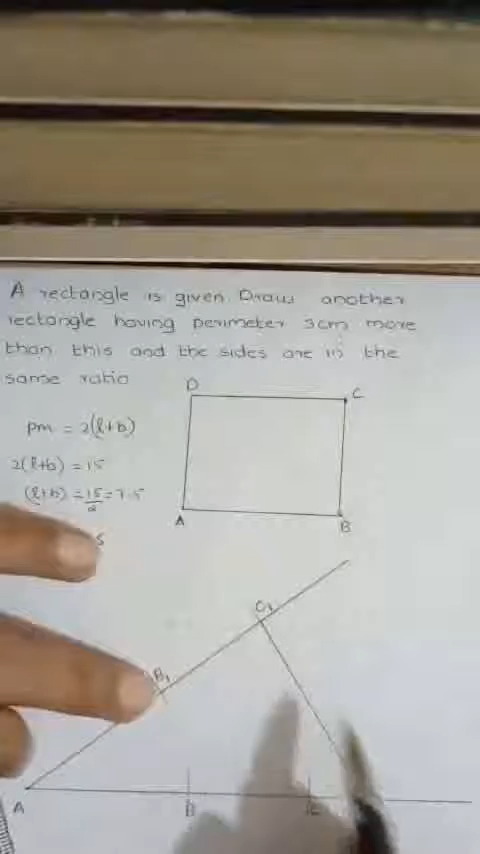 A rectangle is given Draw another
rectangle having perimeter 3cm more
than this and the sides are in the
same ratio
D
C
pm = 2(l+b)
2(l+b) = 15
(l+b) = 15/2 = 7.5
A
B
5
C1
B1
A
B
C